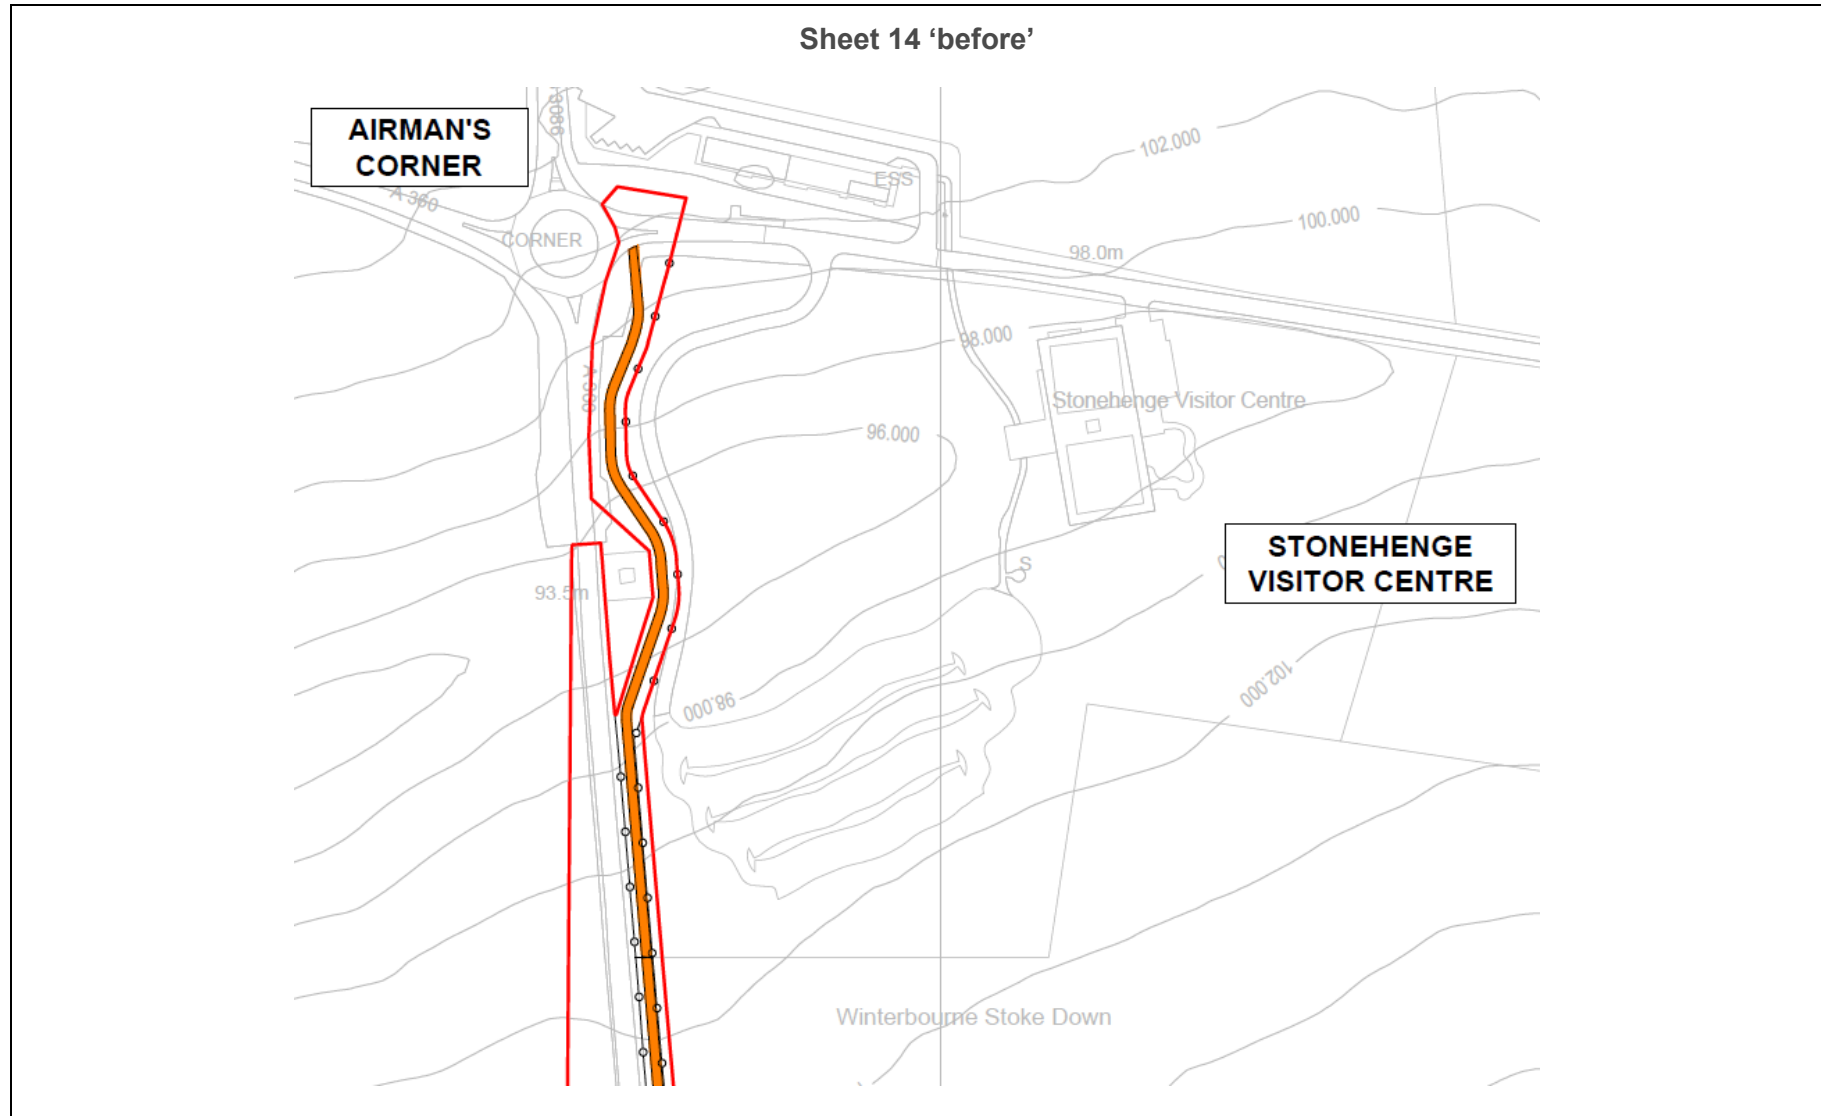 Sheet 14 ‘before’
AIRMAN'S
CORNER
A 360
CORNER
ESS
102.000
100.000
98.0m
98.000
A 360
Stonehenge Visitor Centre
96.000
STONEHENGE
VISITOR CENTRE
S
93.5m
102.000
98.000
Winterbourne Stoke Down